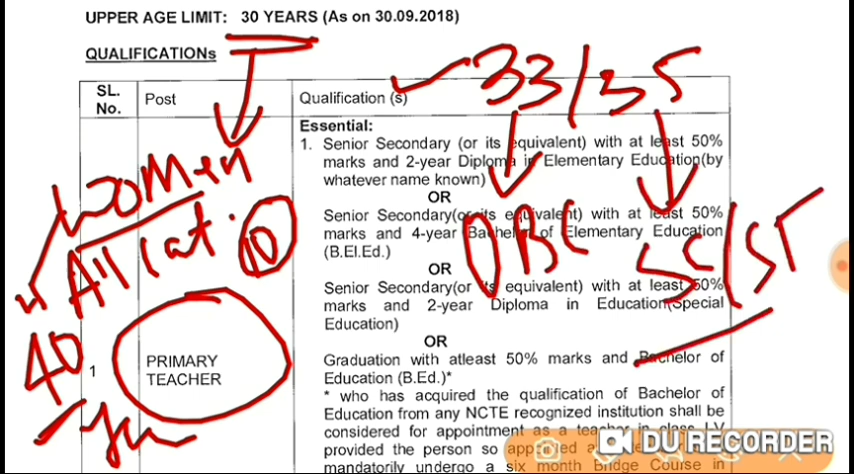 UPPER AGE LIMIT: 30 YEARS (As on 30.09.2018)
QUALIFICATIONs
SL. No.
Post
Qualification (s)
33/35
Essential:
1. Senior Secondary (or its equivalent) with at least 50%
marks and 2-year Diploma in Elementary Education(by
whatever name known)
OR
Senior Secondary(or its equivalent) with at least 50%
marks and 4-year Bachelor of Elementary Education
(B.El.Ed.)
OR
Senior Secondary(or its equivalent) with at least 50%
marks and 2-year Diploma in Education(Special
Education)
OR
Graduation with atleast 50% marks and Bachelor of
Education (B.Ed.)*
* who has acquired the qualification of Bachelor of
Education from any NCTE recognized institution shall be
considered for appointment as a teacher in class I-V
provided the person so appointed as a
mandatorily undergo a six month Bridge Course in
1
PRIMARY
TEACHER
women
All cat.
10
40
OBC
SC/ST
DU RECORDER